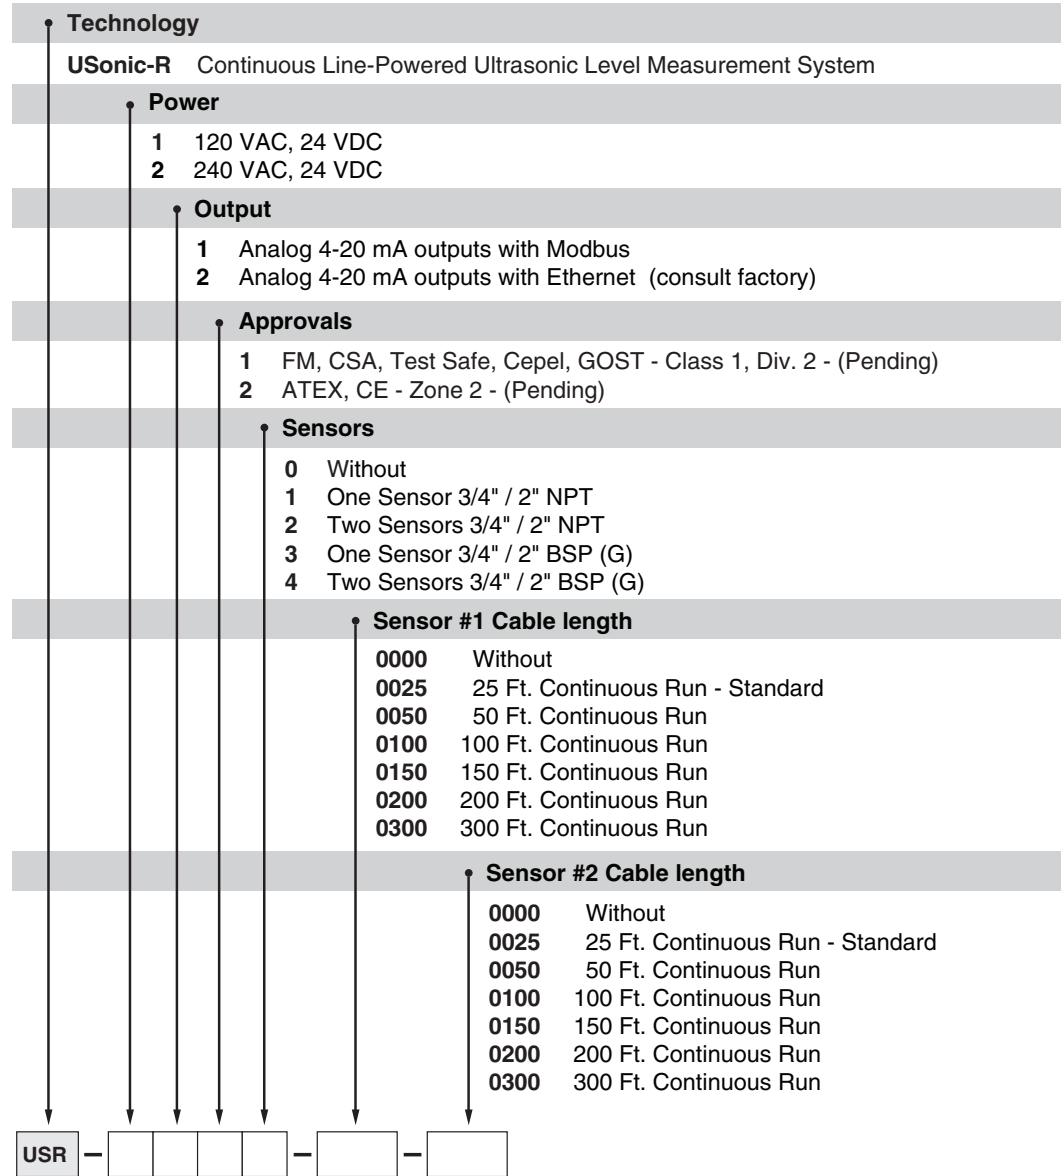 Technology
USonic-R Continuous Line-Powered Ultrasonic Level Measurement System
Power
1 120 VAC, 24 VDC
2 240 VAC, 24 VDC
Output
1 Analog 4-20 mA outputs with Modbus
2 Analog 4-20 mA outputs with Ethernet (consult factory)
Approvals
1 FM, CSA, Test Safe, Cepel, GOST - Class 1, Div. 2 - (Pending)
2 ATEX, CE - Zone 2 - (Pending)
Sensors
0 Without
1 One Sensor 3/4" / 2" NPT
2 Two Sensors 3/4" / 2" NPT
3 One Sensor 3/4" / 2" BSP (G)
4 Two Sensors 3/4" / 2" BSP (G)
Sensor #1 Cable length
0000 Without
0025 25 Ft. Continuous Run - Standard
0050 50 Ft. Continuous Run
0100 100 Ft. Continuous Run
0150 150 Ft. Continuous Run
0200 200 Ft. Continuous Run
0300 300 Ft. Continuous Run
Sensor #2 Cable length
0000 Without
0025 25 Ft. Continuous Run - Standard
0050 50 Ft. Continuous Run
0100 100 Ft. Continuous Run
0150 150 Ft. Continuous Run
0200 200 Ft. Continuous Run
0300 300 Ft. Continuous Run
USR – – –